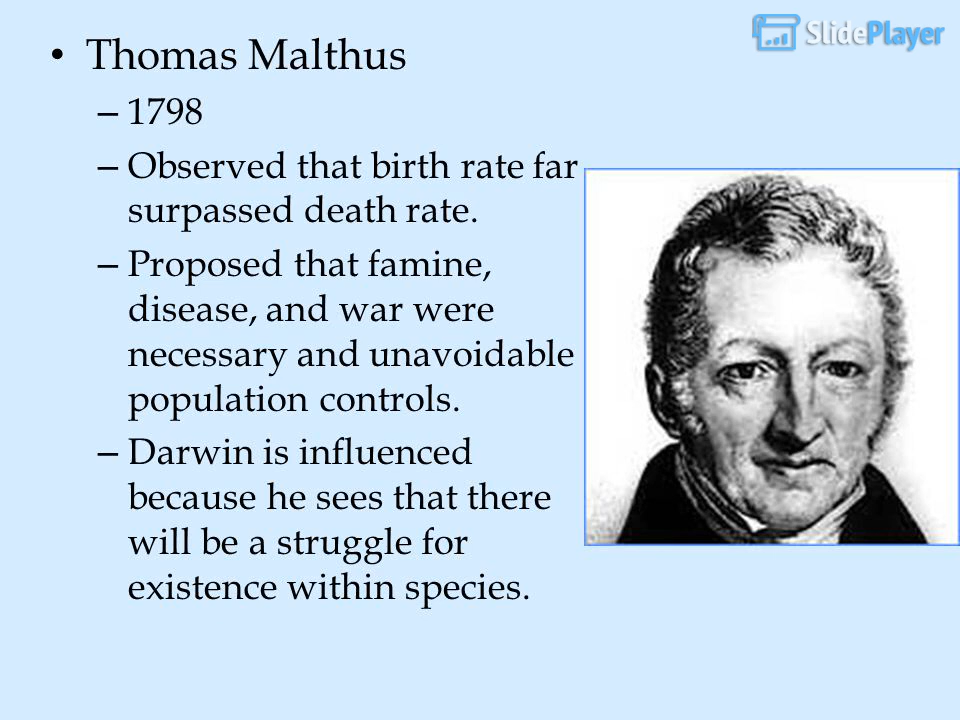 SlidePlayer
• Thomas Malthus
– 1798
– Observed that birth rate far
surpassed death rate.
– Proposed that famine,
disease, and war were
necessary and unavoidable
population controls.
– Darwin is influenced
because he sees that there
will be a struggle for
existence within species.